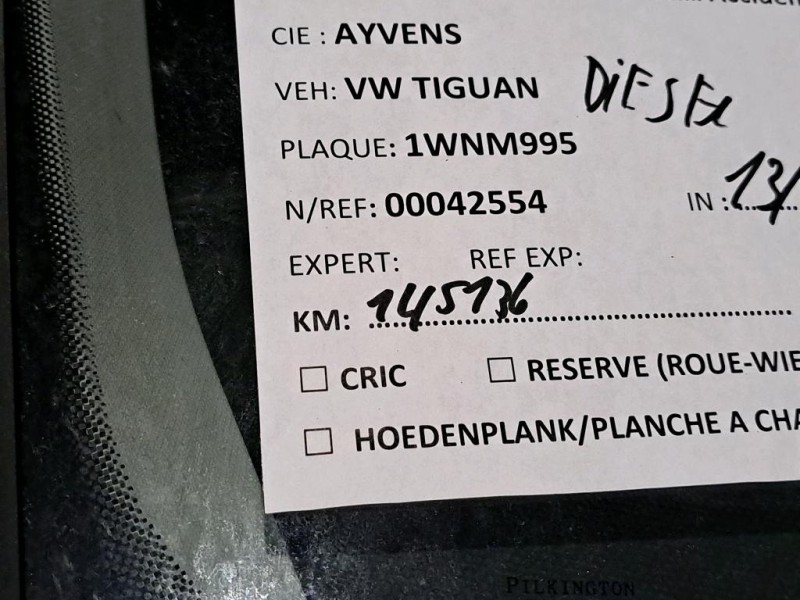 CIE : AYVENS
VEH: VW TIGUAN DiESEL
PLAQUE: 1WNM995
N/REF: 00042554 IN : 13/
EXPERT: REF EXP:
KM: 145136
CRIC RESERVE (ROUE-WIE
HOEDENPLANK/PLANCHE A CHA
PILKINGTON